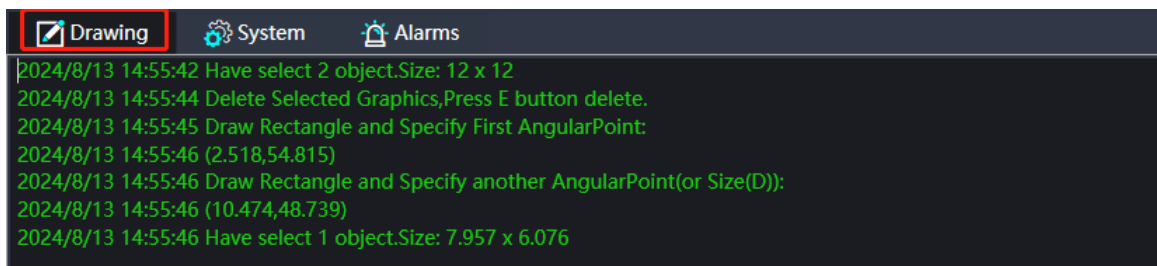 Drawing System Alarms
2024/8/13 14:55:42 Have select 2 object.Size: 12 x 12
2024/8/13 14:55:44 Delete Selected Graphics,Press E button delete.
2024/8/13 14:55:45 Draw Rectangle and Specify First AngularPoint:
2024/8/13 14:55:46 (2.518,54.815)
2024/8/13 14:55:46 Draw Rectangle and Specify another AngularPoint(or Size(D)):
2024/8/13 14:55:46 (10.474,48.739)
2024/8/13 14:55:46 Have select 1 object.Size: 7.957 x 6.076